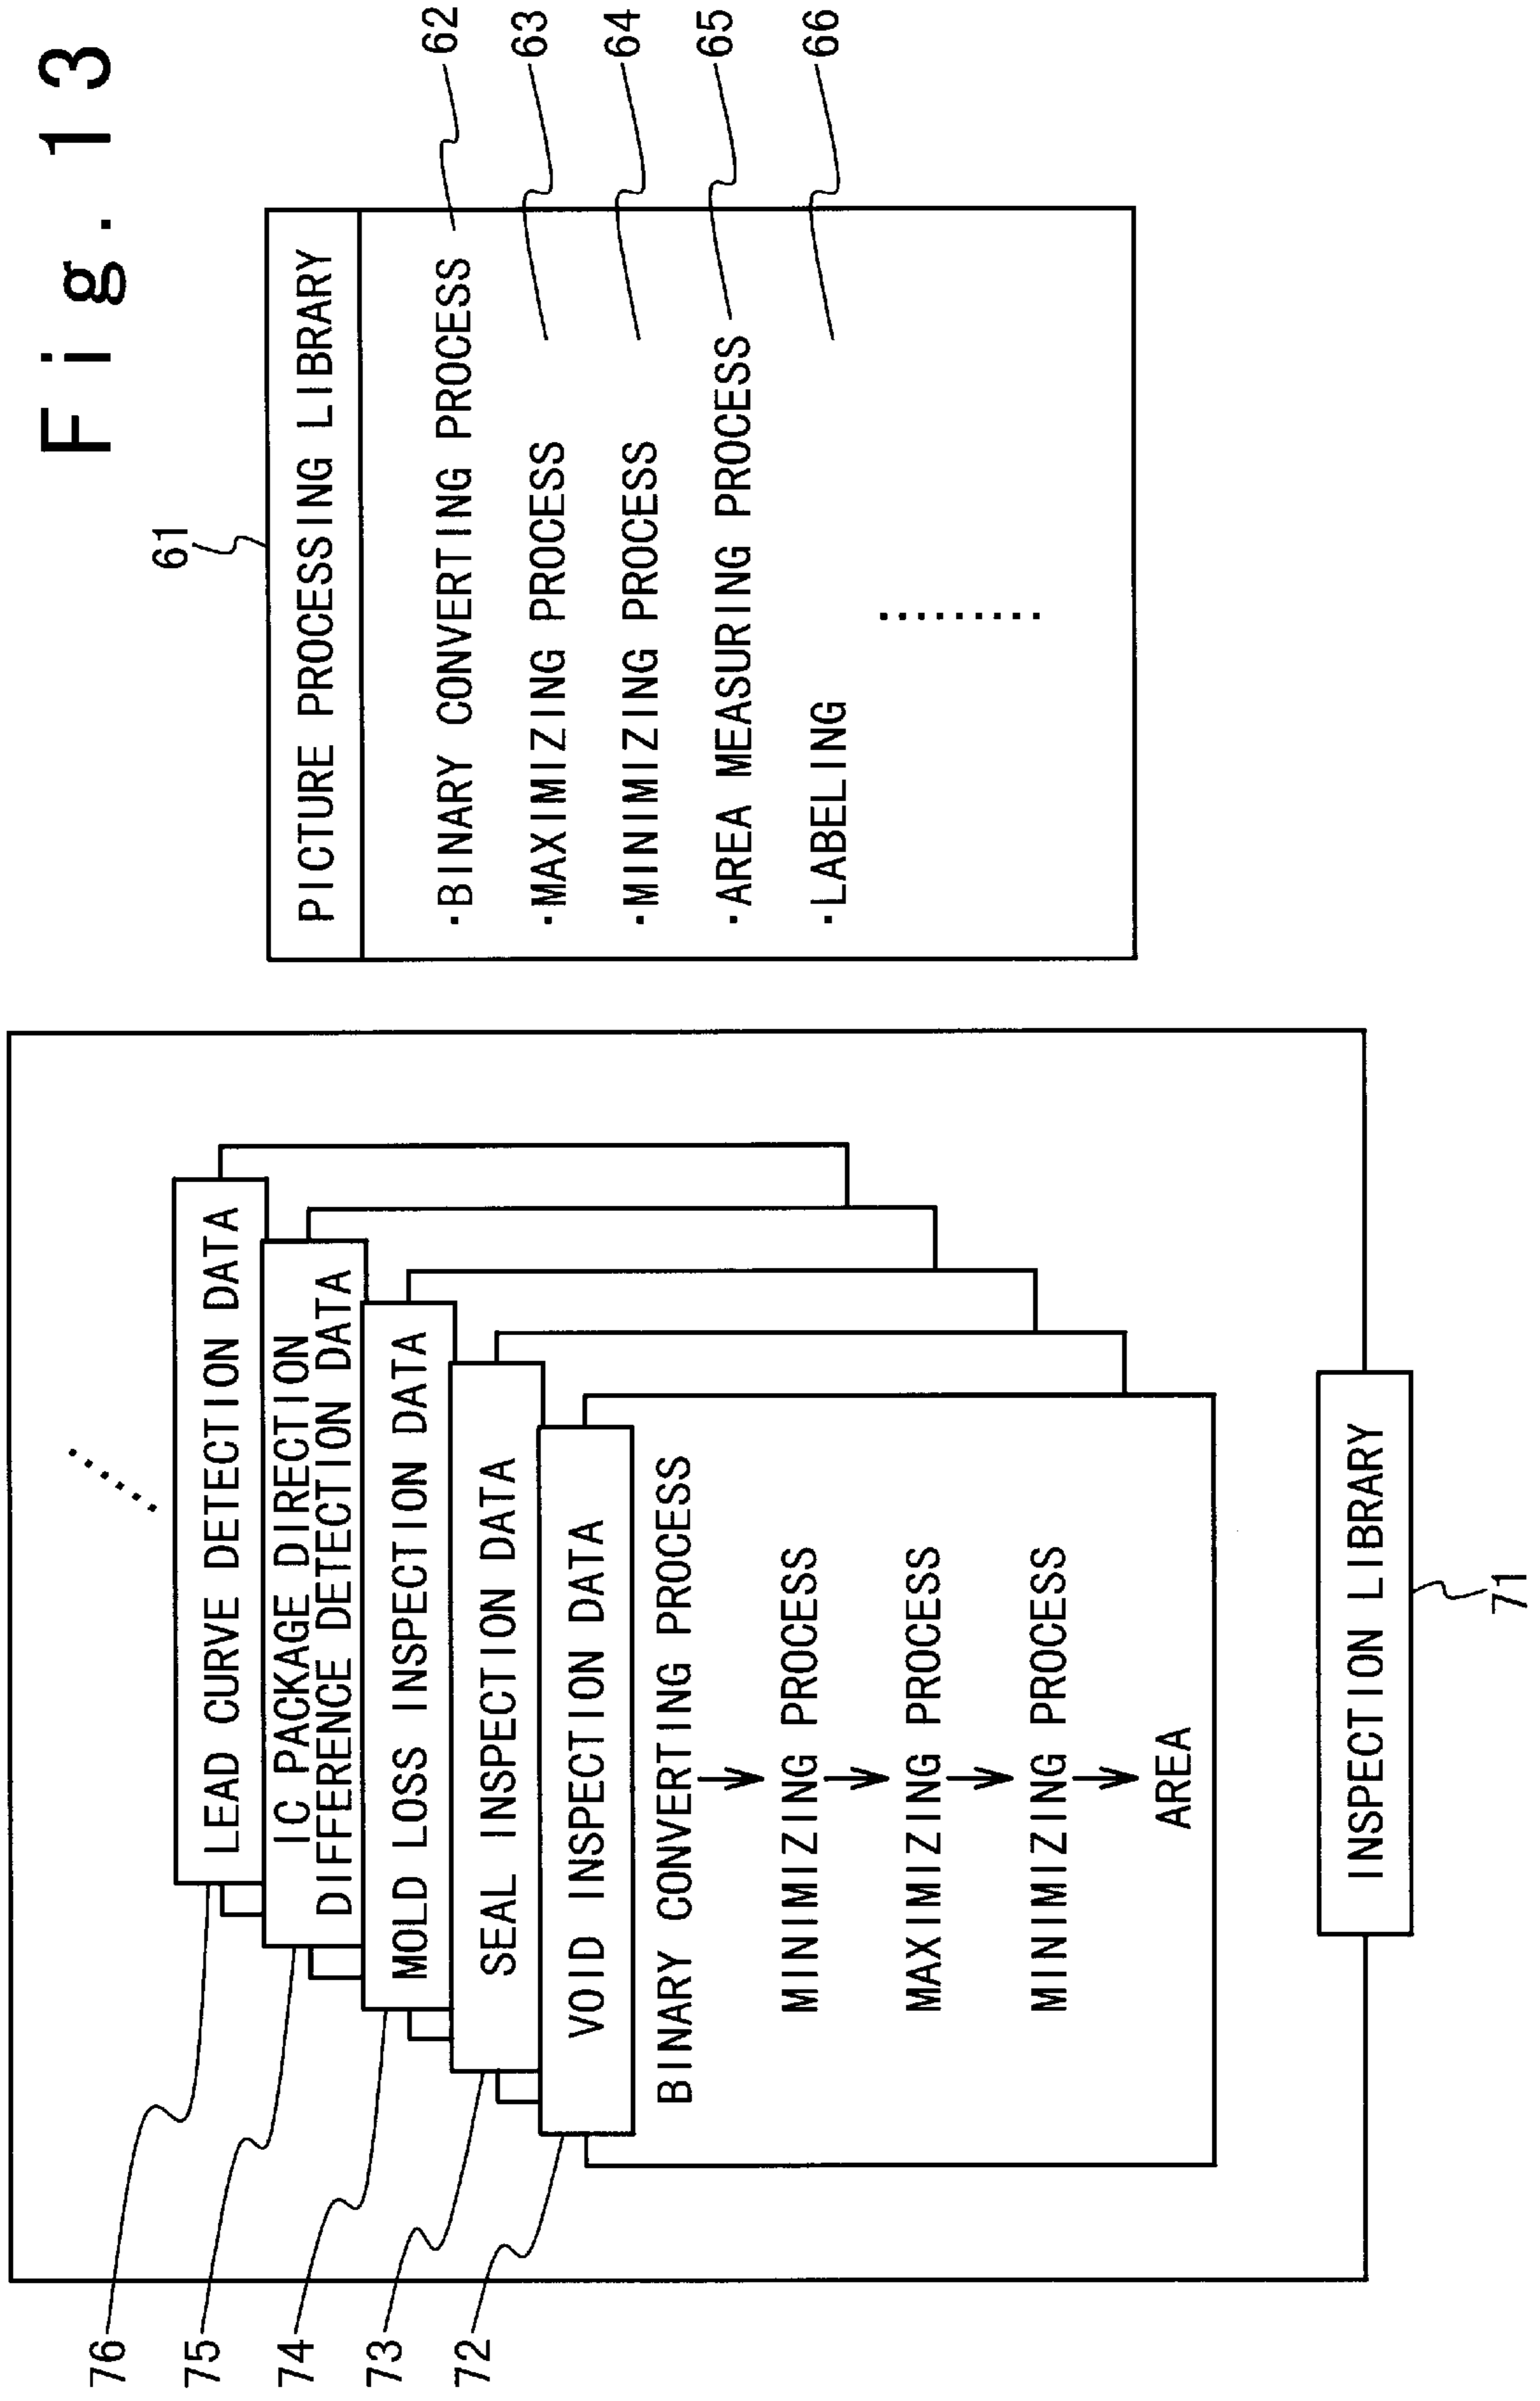 Fig. 13
76
75
74
73
72
LEAD CURVE DETECTION DATA
IC PACKAGE DIRECTION
DIFFERENCE DETECTION DATA
MOLD LOSS INSPECTION DATA
SEAL INSPECTION DATA
VOID INSPECTION DATA
BINARY CONVERTING PROCESS
MINIMIZING PROCESS
MAXIMIZING PROCESS
MINIMIZING PROCESS
AREA
INSPECTION LIBRARY
71
61
PICTURE PROCESSING LIBRARY
·BINARY CONVERTING PROCESS 62
·MAXIMIZING PROCESS 63
·MINIMIZING PROCESS 64
·AREA MEASURING PROCESS 65
·LABELING 66